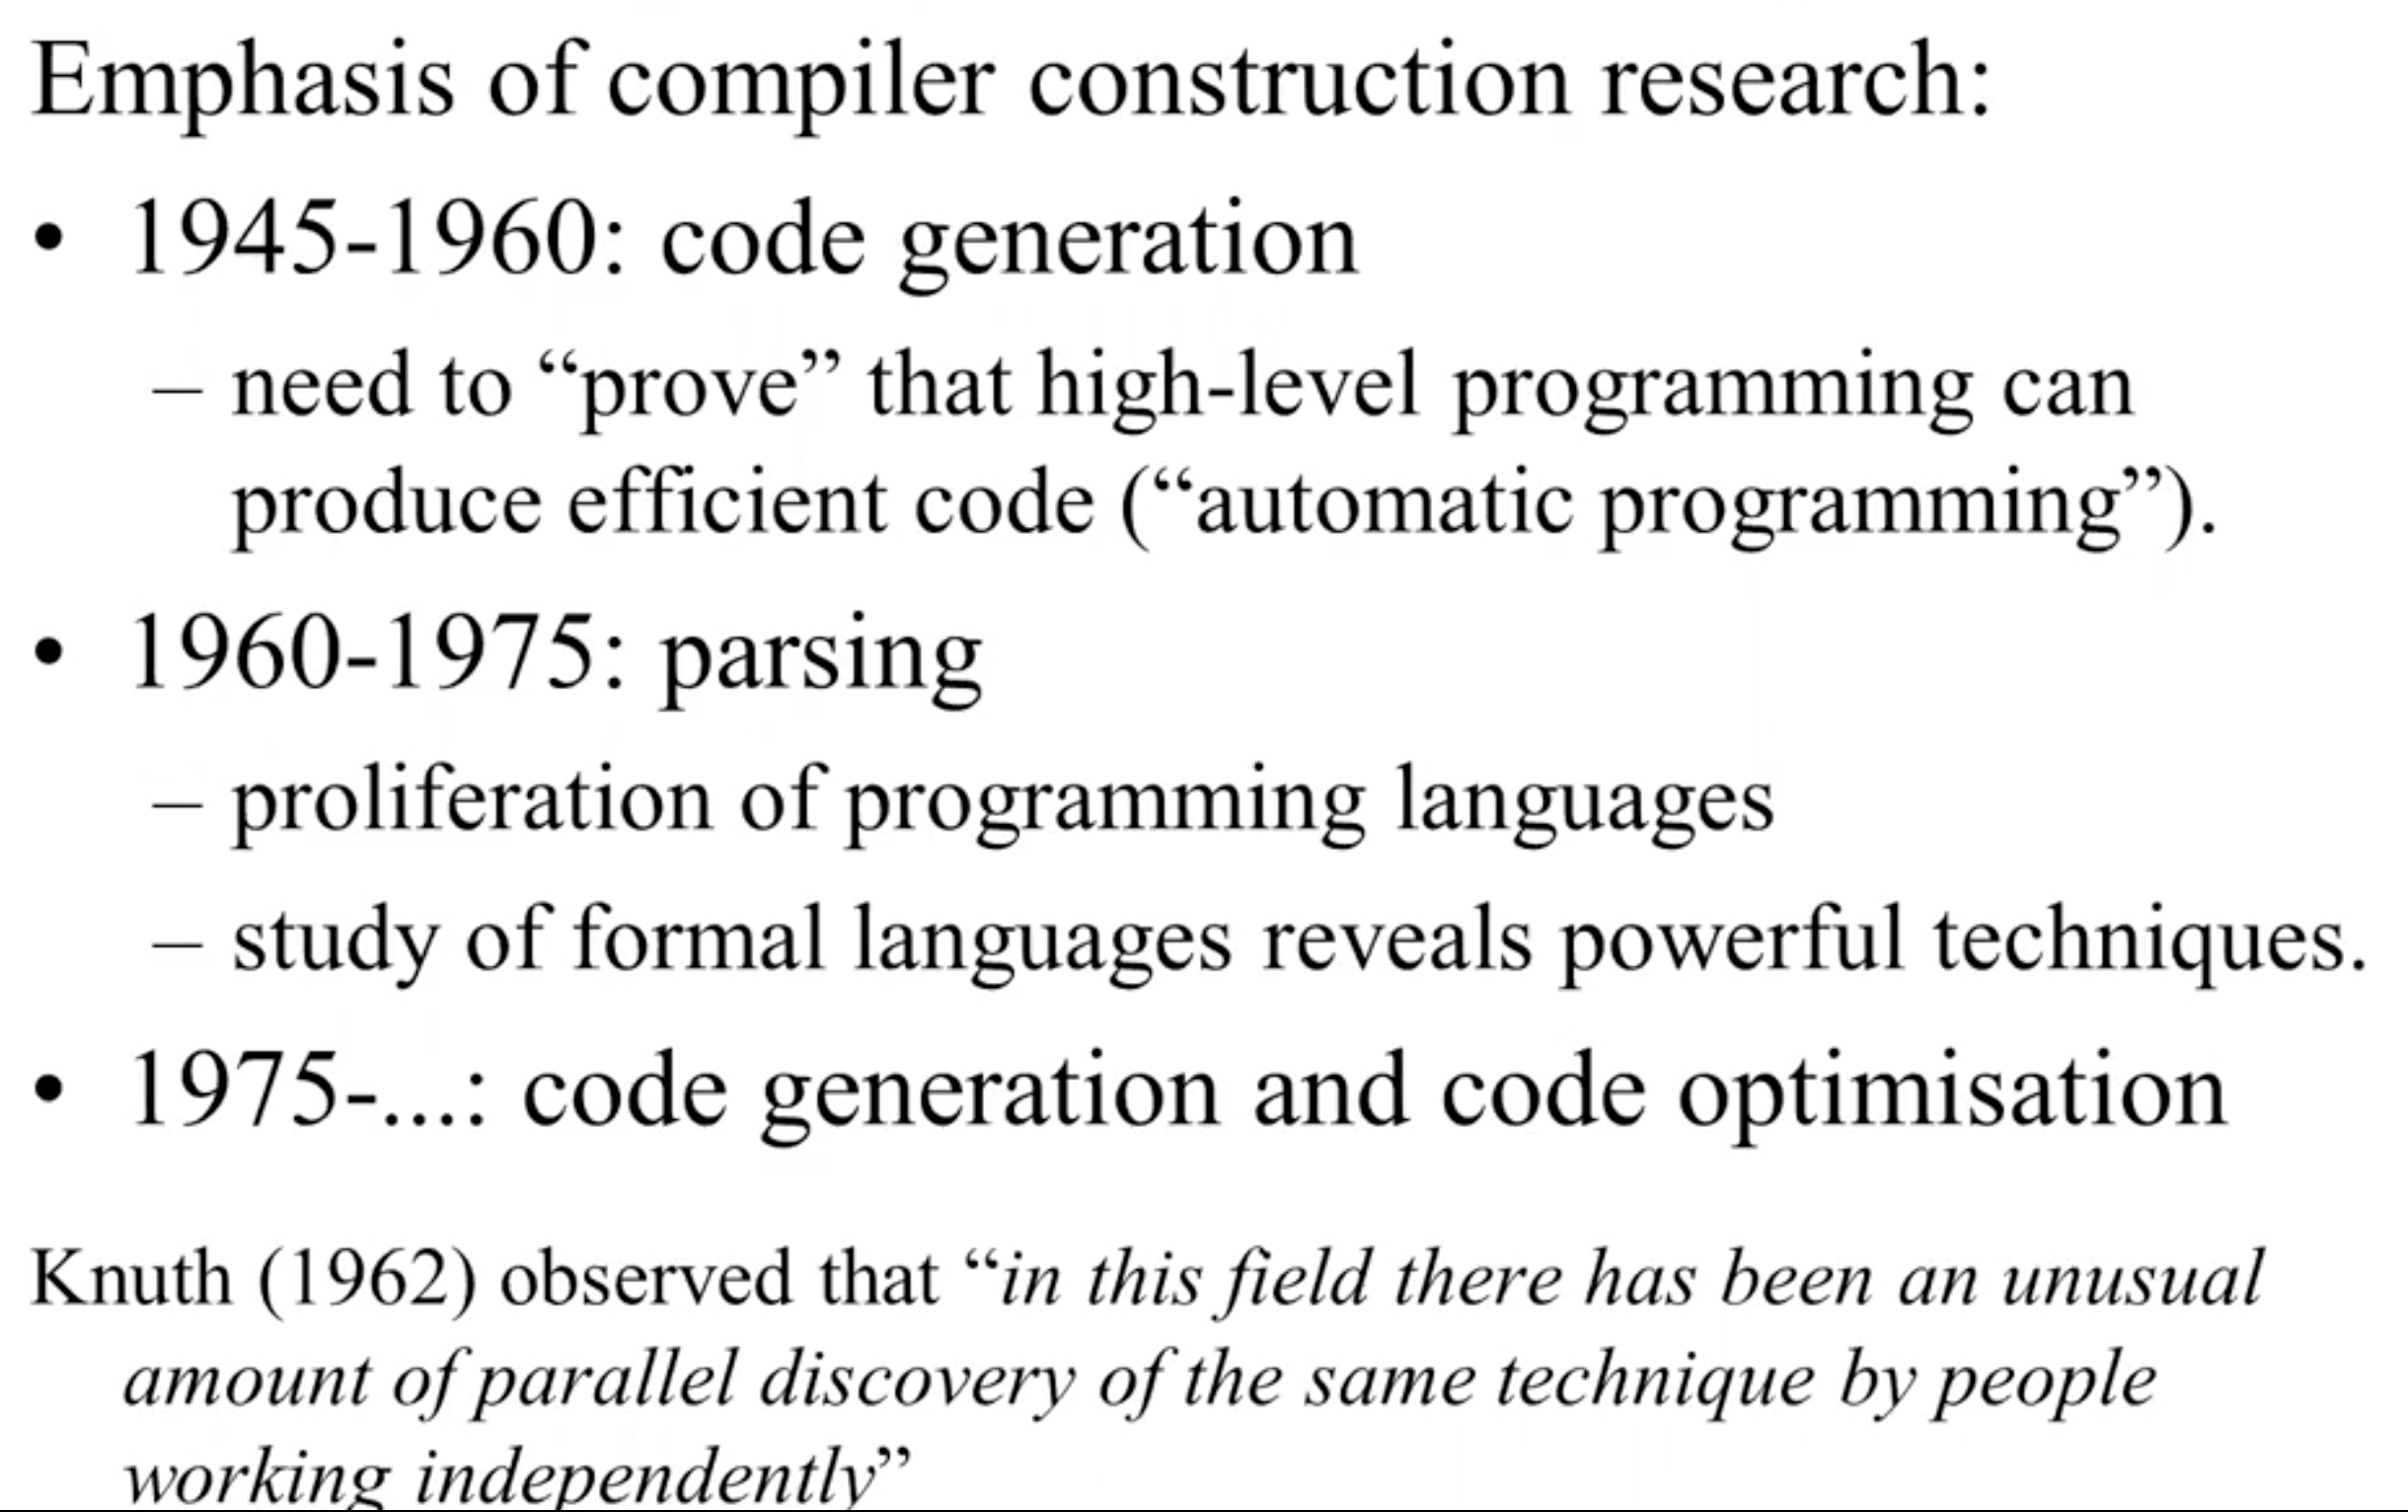 Emphasis of compiler construction research:
• 1945-1960: code generation
– need to “prove” that high-level programming can
produce efficient code (“automatic programming”).
• 1960-1975: parsing
– proliferation of programming languages
– study of formal languages reveals powerful techniques.
• 1975-...: code generation and code optimisation
Knuth (1962) observed that “in this field there has been an unusual
amount of parallel discovery of the same technique by people
working independently”